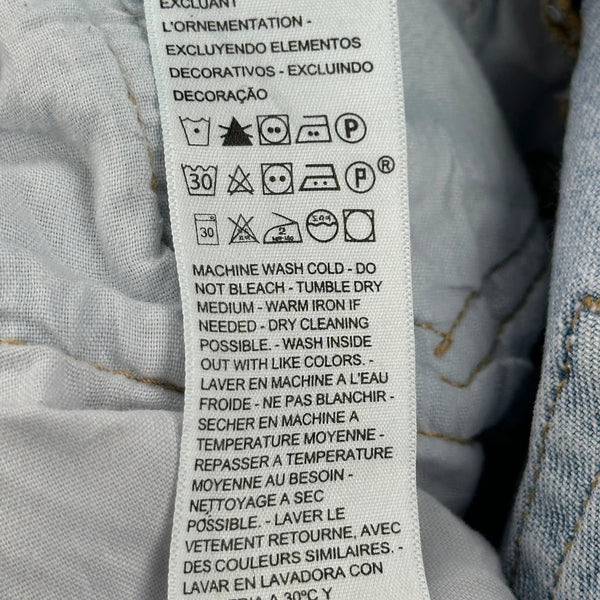 EXCLUANT
L'ORNEMENTATION -
EXCLUYENDO ELEMENTOS
DECORATIVOS - EXCLUINDO
DECORAÇÃO
P
30 P ®
30 2
MACHINE WASH COLD - DO
NOT BLEACH - TUMBLE DRY
MEDIUM - WARM IRON IF
NEEDED - DRY CLEANING
POSSIBLE. - WASH INSIDE
OUT WITH LIKE COLORS. -
LAVER EN MACHINE A L'EAU
FROIDE - NE PAS BLANCHIR -
SECHER EN MACHINE A
TEMPERATURE MOYENNE -
REPASSER A TEMPERATURE
MOYENNE AU BESOIN -
NETTOYAGE A SEC
POSSIBLE. - LAVER LE
VETEMENT RETOURNE, AVEC
DES COULEURS SIMILAIRES. -
LAVAR EN LAVADORA CON
A 30°C Y